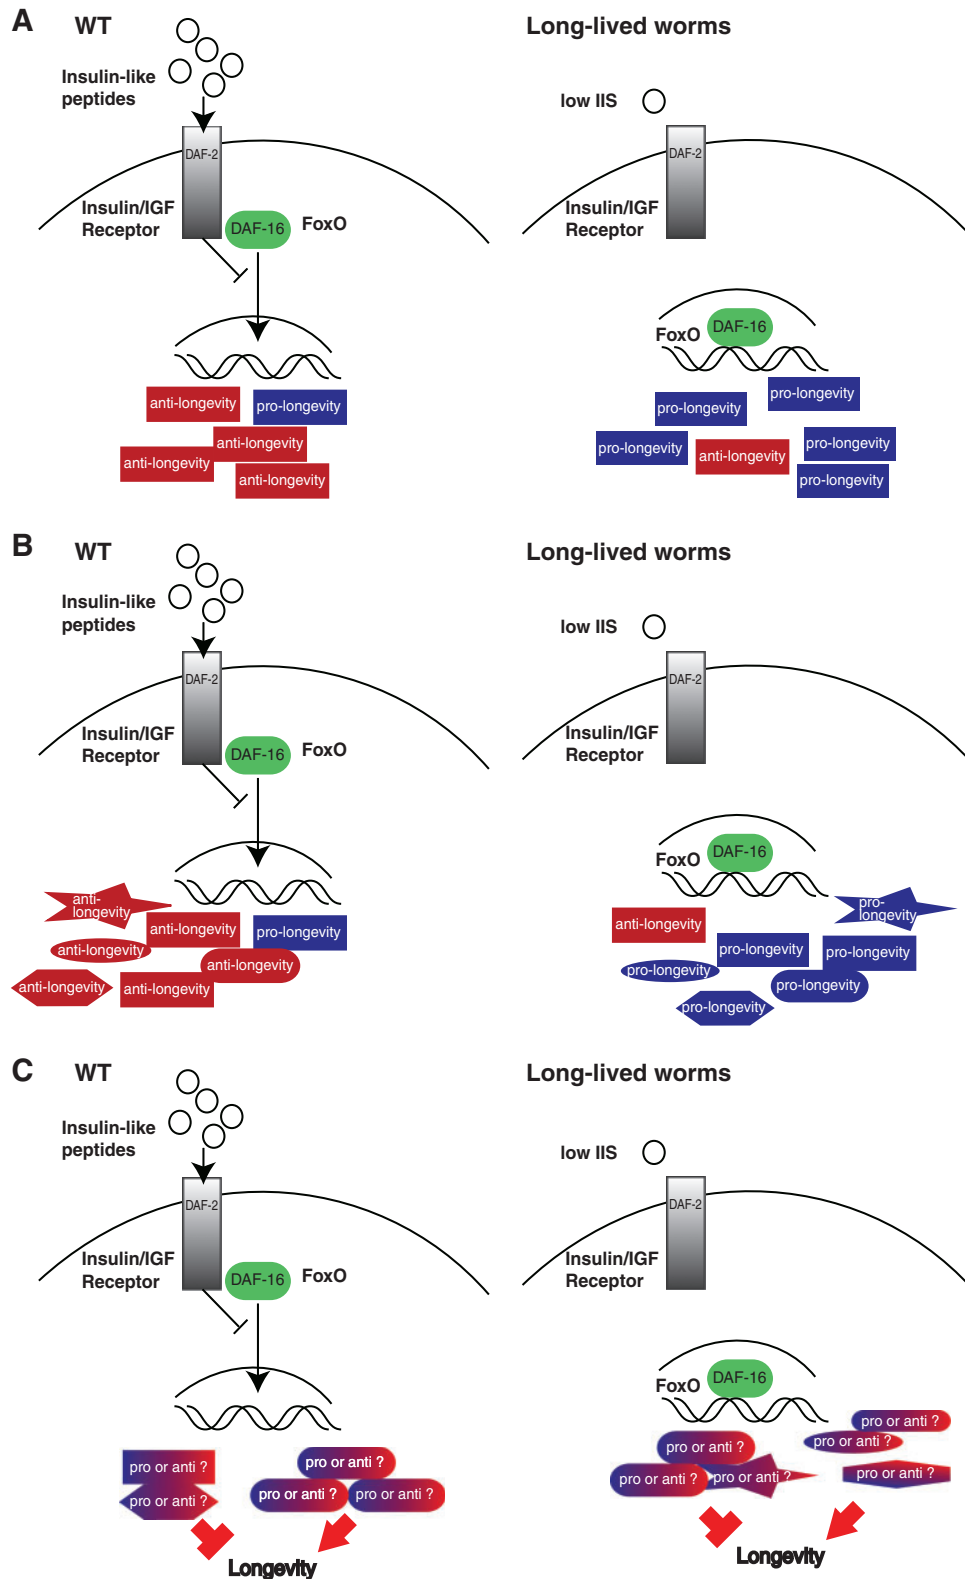 A WT Long-lived worms
Insulin-like
peptides
low IIS
DAF-2
DAF-2
Insulin/IGF
Receptor
DAF-16
FoxO
Insulin/IGF
Receptor
FoxO
DAF-16
anti-longevity
pro-longevity
anti-longevity
anti-longevity
anti-longevity
pro-longevity
pro-longevity
pro-longevity
anti-longevity
pro-longevity
pro-longevity
B WT Long-lived worms
Insulin-like
peptides
low IIS
DAF-2
DAF-2
Insulin/IGF
Receptor
DAF-16
FoxO
Insulin/IGF
Receptor
FoxO
DAF-16
anti-
longevity
anti-longevity
pro-longevity
anti-longevity
anti-longevity
anti-longevity
anti-longevity
pro-
longevity
anti-longevity
pro-longevity
pro-longevity
pro-longevity
pro-longevity
pro-longevity
C WT Long-lived worms
Insulin-like
peptides
low IIS
DAF-2
DAF-2
Insulin/IGF
Receptor
DAF-16
FoxO
Insulin/IGF
Receptor
FoxO
DAF-16
pro or anti ?
pro or anti ?
pro or anti ?
pro or anti ?
pro or anti ?
Longevity
pro or anti ?
pro or anti ?
pro or anti ?
pro or anti ?
pro or anti ?
pro or anti ?
Longevity